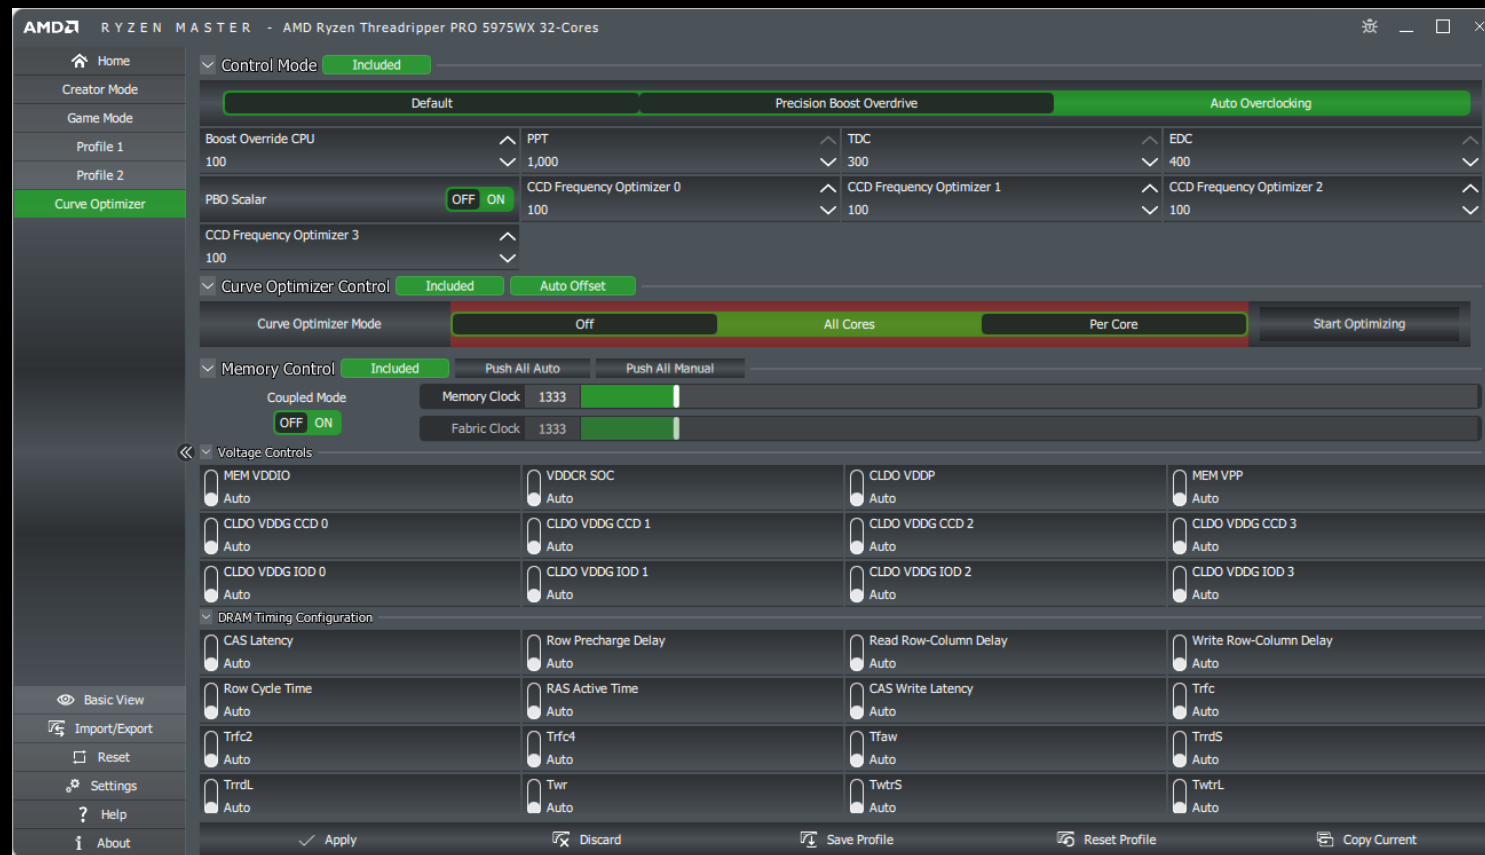 AMD RYZEN MASTER - AMD Ryzen Threadripper PRO 5975WX 32-Cores
Home
Creator Mode
Game Mode
Profile 1
Profile 2
Curve Optimizer
Basic View
Import/Export
Reset
Settings
Help
About
Control Mode Included
Default Precision Boost Overdrive Auto Overclocking
Boost Override CPU PPT TDC EDC
100 1,000 300 400
PBO Scalar OFF ON CCD Frequency Optimizer 0 CCD Frequency Optimizer 1 CCD Frequency Optimizer 2
100 100 100
CCD Frequency Optimizer 3
100
Curve Optimizer Control Included Auto Offset
Curve Optimizer Mode Off All Cores Per Core Start Optimizing
Memory Control Included Push All Auto Push All Manual
Coupled Mode Memory Clock 1333
OFF ON Fabric Clock 1333
Voltage Controls
MEM VDDIO VDDCR SOC CLDO VDDP MEM VPP
Auto Auto Auto Auto
CLDO VDDG CCD 0 CLDO VDDG CCD 1 CLDO VDDG CCD 2 CLDO VDDG CCD 3
Auto Auto Auto Auto
CLDO VDDG IOD 0 CLDO VDDG IOD 1 CLDO VDDG IOD 2 CLDO VDDG IOD 3
Auto Auto Auto Auto
DRAM Timing Configuration
CAS Latency Row Precharge Delay Read Row-Column Delay Write Row-Column Delay
Auto Auto Auto Auto
Row Cycle Time RAS Active Time CAS Write Latency Trfc
Auto Auto Auto Auto
Trfc2 Trfc4 Tfaw TrrdS
Auto Auto Auto Auto
TrrdL Twr TwtrS TwtrL
Auto Auto Auto Auto
Apply Discard Save Profile Reset Profile Copy Current